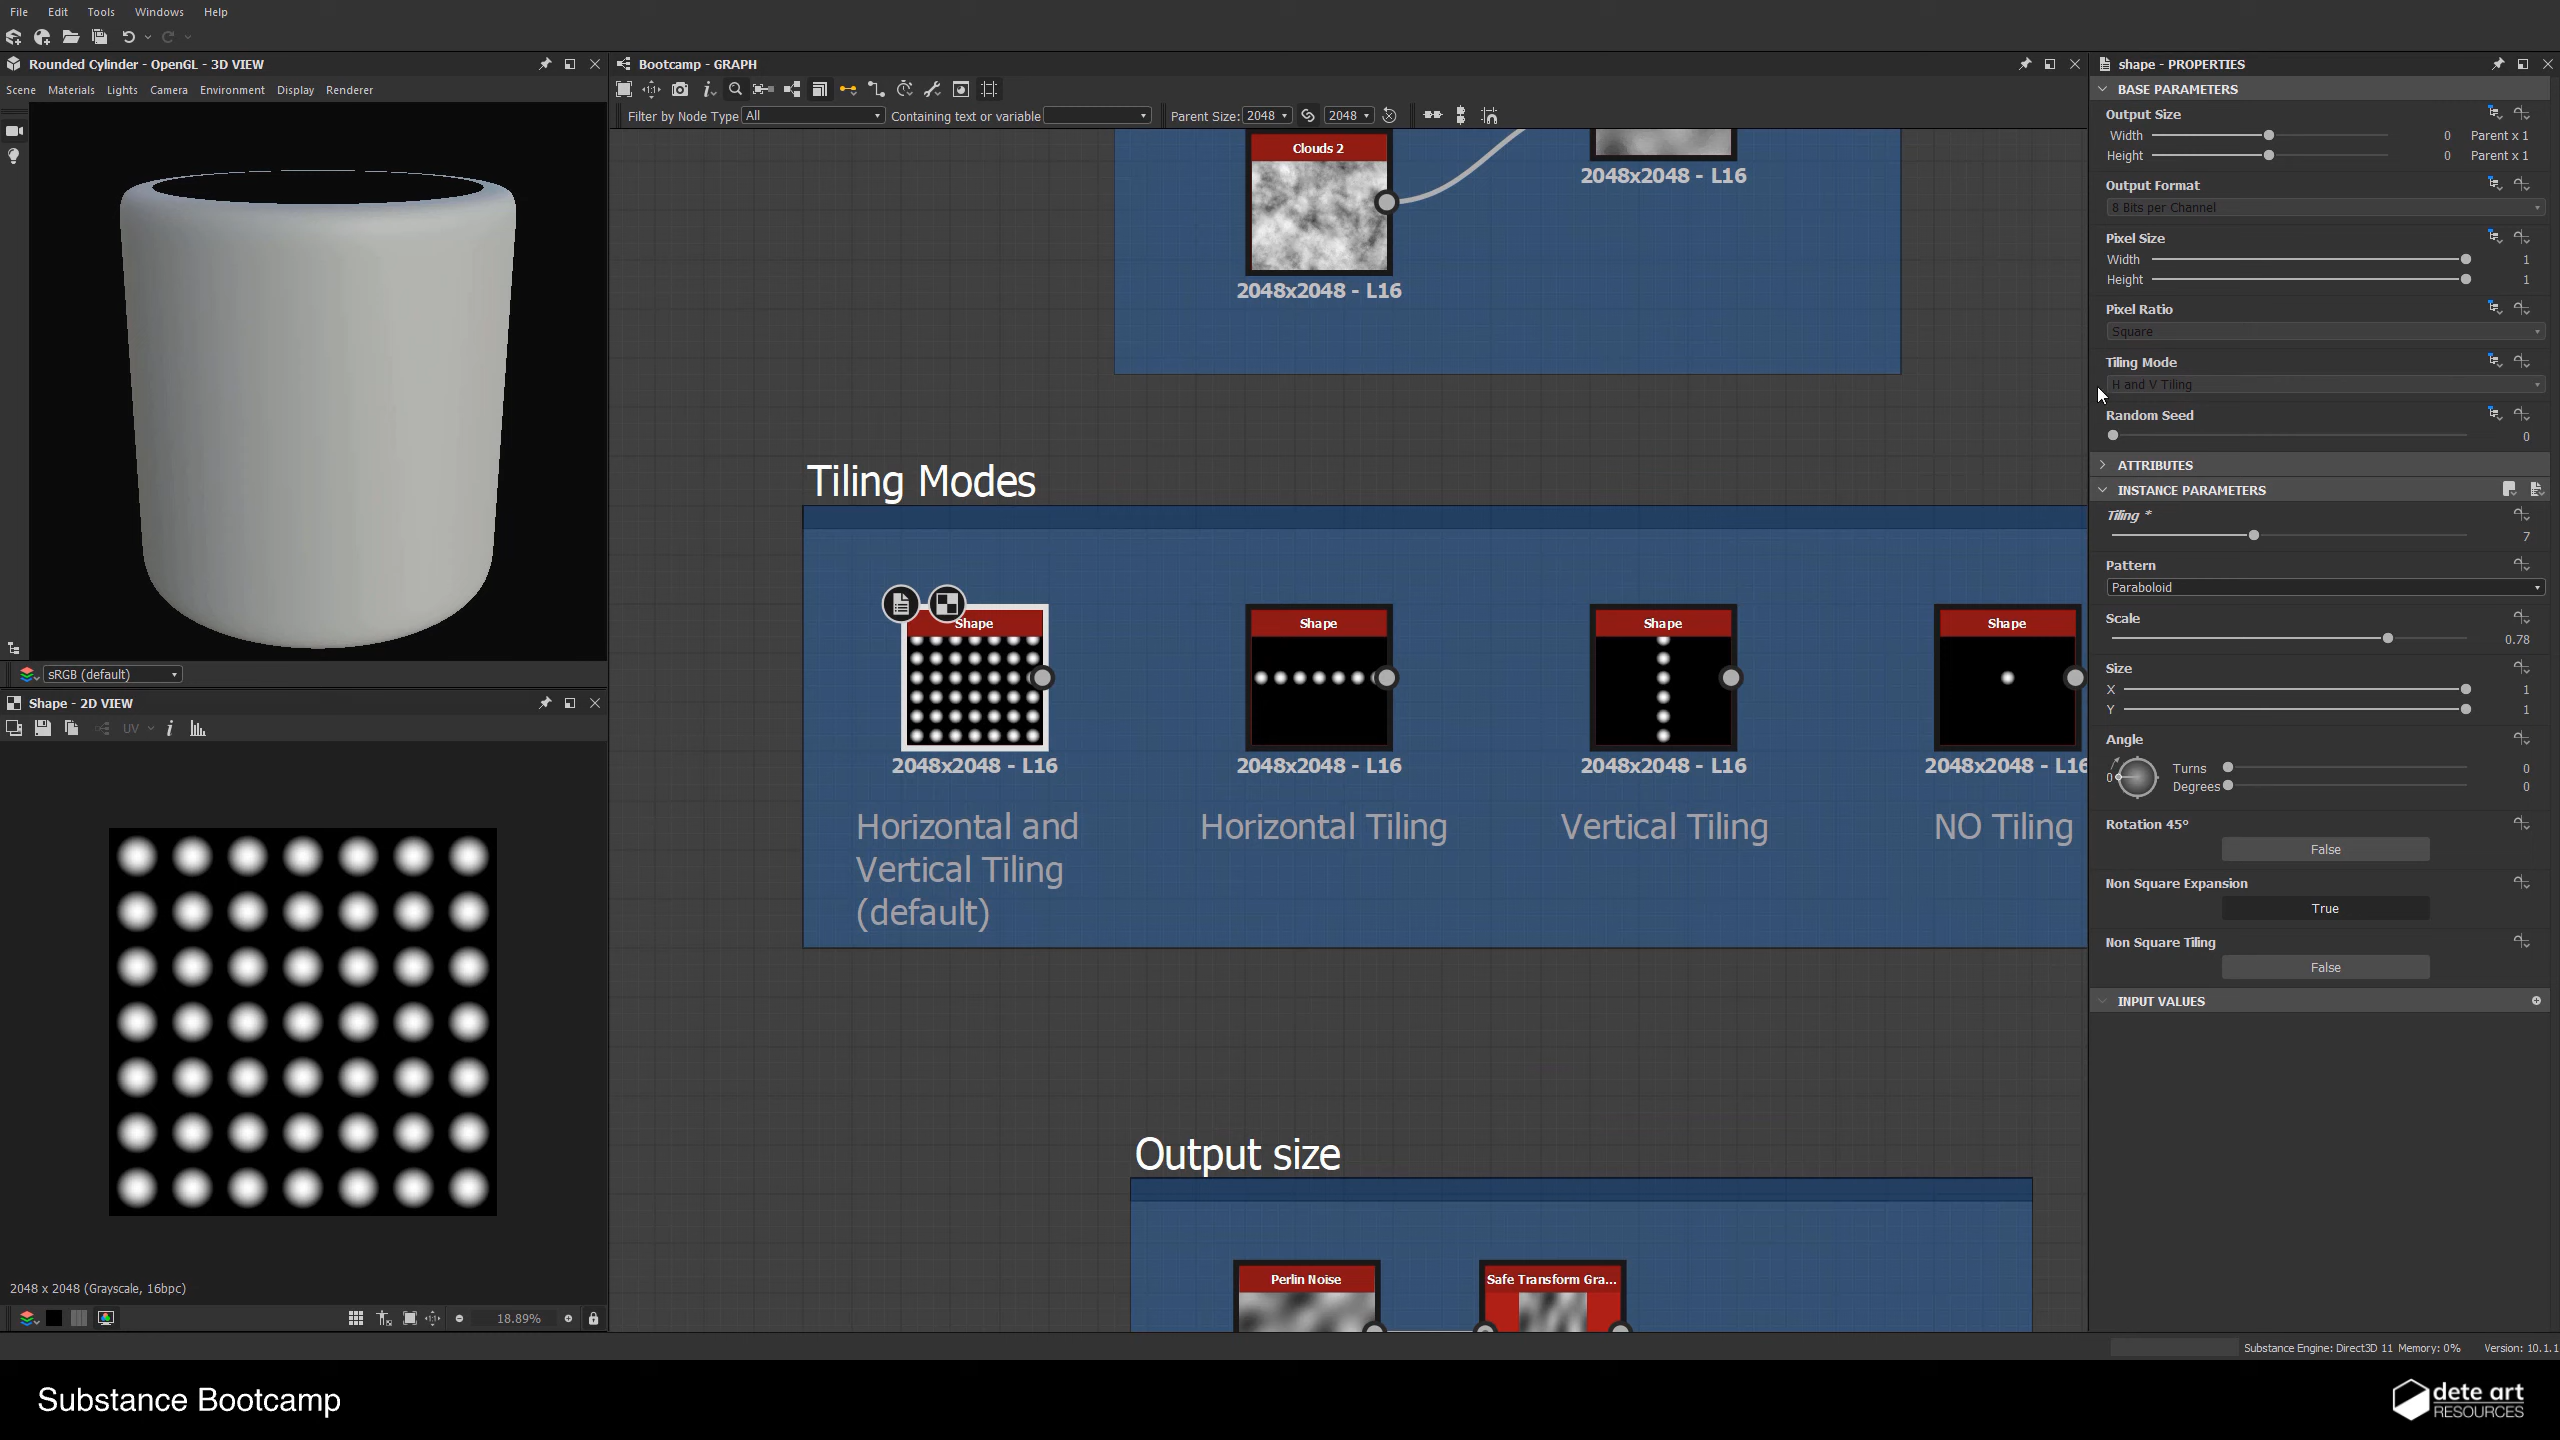 File Edit Tools Windows Help
Rounded Cylinder - OpenGL - 3D VIEW
Scene Materials Lights Camera Environment Display Renderer
sRGB (default)
Shape - 2D VIEW
UV
2048 x 2048 (Grayscale, 16bpc)
18.89%
Bootcamp - GRAPH
Filter by Node Type All Containing text or variable Parent Size: 2048 2048
Clouds 2
2048x2048 - L16
2048x2048 - L16
Tiling Modes
Shape
2048x2048 - L16
Horizontal and
Vertical Tiling
(default)
Shape
2048x2048 - L16
Horizontal Tiling
Shape
2048x2048 - L16
Vertical Tiling
Shape
2048x2048 - L16
NO Tiling
Output size
Perlin Noise
Safe Transform Gra...
shape - PROPERTIES
BASE PARAMETERS
Output Size
Width 0 Parent x 1
Height 0 Parent x 1
Output Format
8 Bits per Channel
Pixel Size
Width 1
Height 1
Pixel Ratio
Square
Tiling Mode
H and V Tiling
Random Seed
0
ATTRIBUTES
INSTANCE PARAMETERS
Tiling *
7
Pattern
Paraboloid
Scale
0.78
Size
X 1
Y 1
Angle
0 Turns 0
Degrees 0
Rotation 45°
False
Non Square Expansion
True
Non Square Tiling
False
INPUT VALUES
Substance Engine: Direct3D 11 Memory: 0% Version: 10.1.1
Substance Bootcamp
dete art
RESOURCES